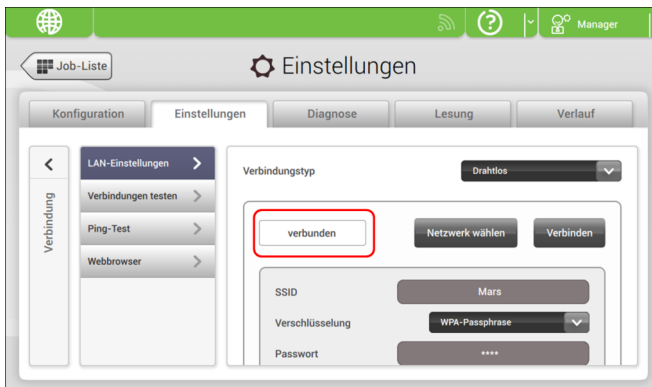 Manager
Job-Liste
Einstellungen
Konfiguration Einstellungen Diagnose Lesung Verlauf
Verbindung
LAN-Einstellungen
Verbindungen testen
Ping-Test
Webbrowser
Verbindungstyp Drahtlos
verbunden Netzwerk wählen Verbinden
SSID Mars
Verschlüsselung WPA-Passphrase
Passwort ****